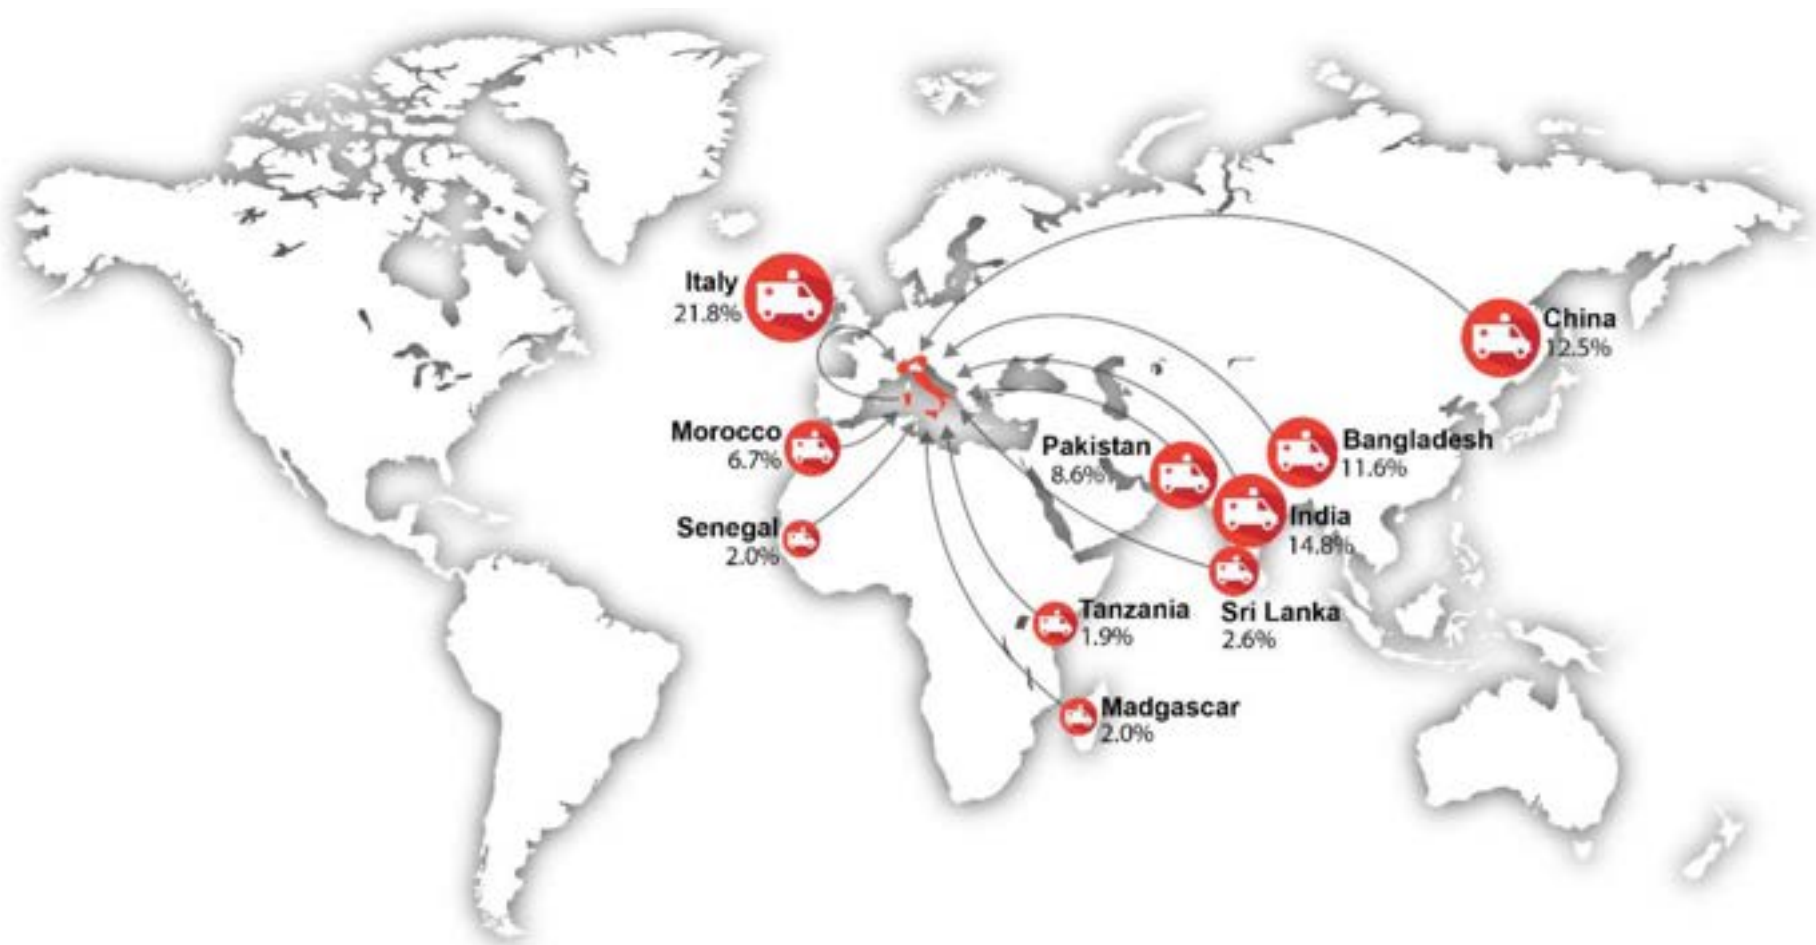 Italy
21.8%
China
12.5%
Morocco
6.7%
Pakistan
8.6%
Bangladesh
11.6%
Senegal
2.0%
India
14.8%
Tanzania
1.9%
Sri Lanka
2.6%
Madgascar
2.0%